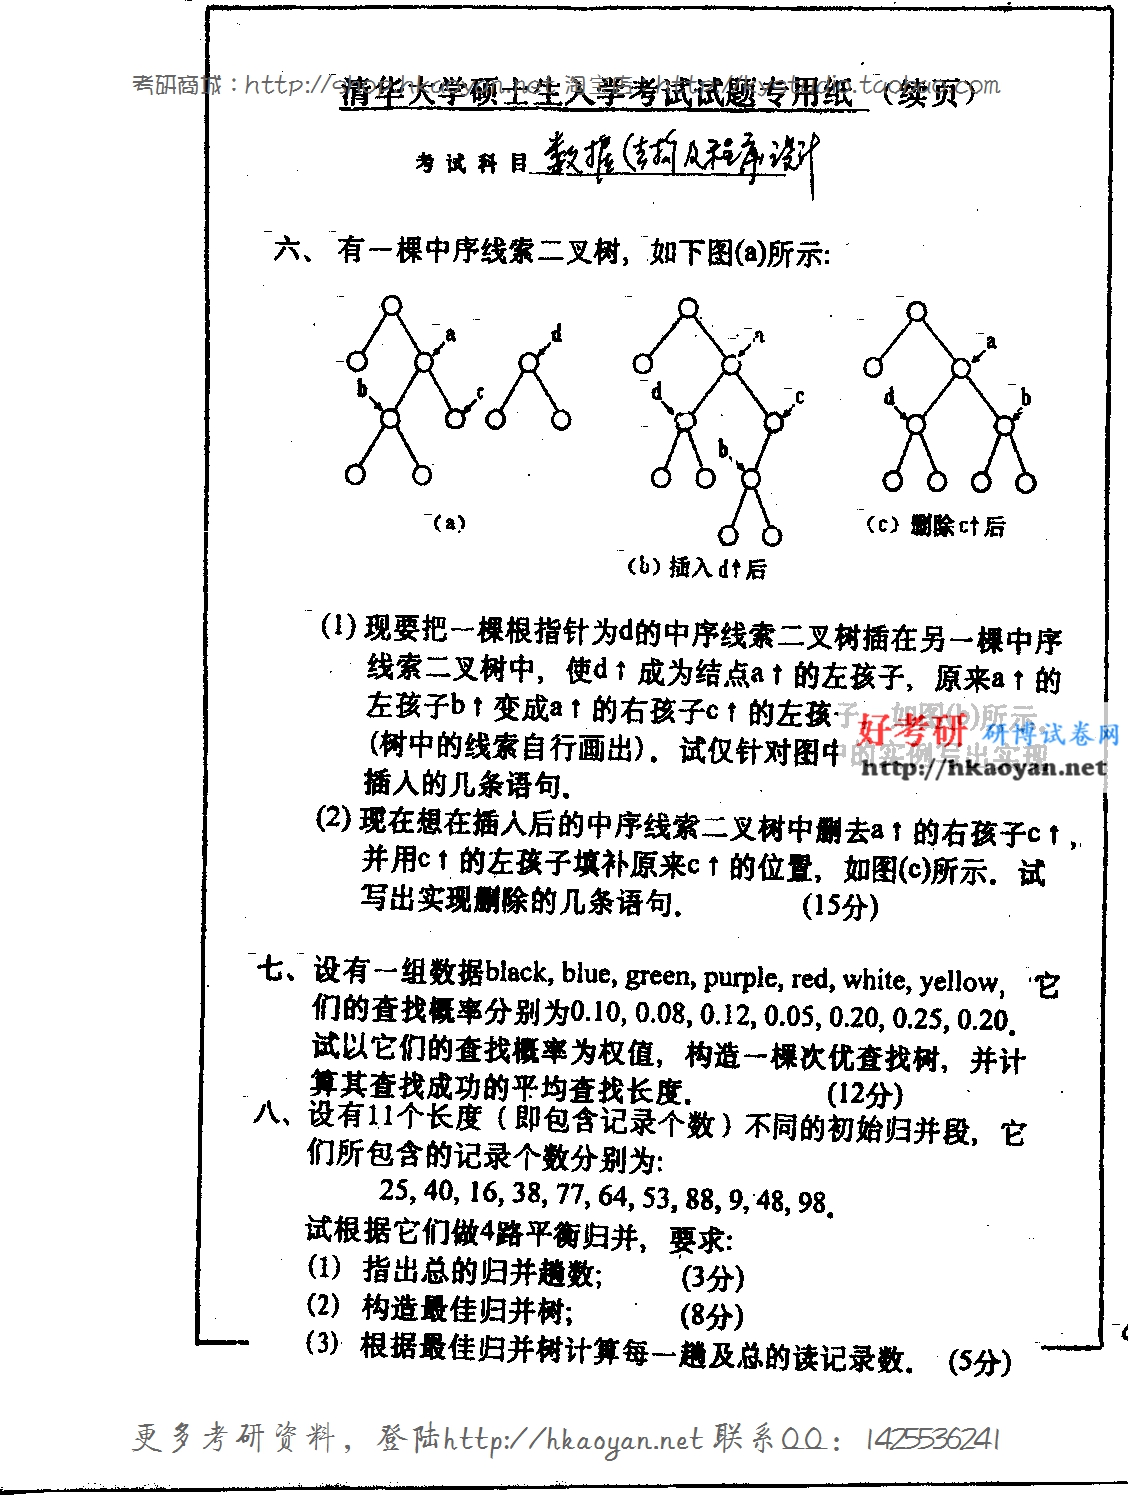 考研商城：http://shop.hkaoyan.net 淘宝店：http://kystudio.taobao.com
清华大学硕士生入学考试试题专用纸 （续页）
考试科目 数据结构及程序设计
六、 有一棵中序线索二叉树，如下图(a)所示:
a
d
b
c
a
d
c
b
a
d
b
(a)
(b) 插入d↑后
(c) 删除c↑后
(1) 现要把一棵根指针为d的中序线索二叉树插在另一棵中序
线索二叉树中，使d↑成为结点a↑的左孩子，原来a↑的
左孩子b↑变成a↑的右孩子c↑的左孩子，如图(b)所示.
(树中的线索自行画出). 试仅针对图中的实例写出实现
插入的几条语句.
好考研 研博试卷网
http://hkaoyan.net
(2) 现在想在插入后的中序线索二叉树中删去a↑的右孩子c↑,
并用c↑的左孩子填补原来c↑的位置，如图(c)所示. 试
写出实现删除的几条语句. (15分)
七、 设有一组数据black, blue, green, purple, red, white, yellow, 它
们的查找概率分别为0.10, 0.08, 0.12, 0.05, 0.20, 0.25, 0.20.
试以它们的查找概率为权值，构造一棵次优查找树，并计
算其查找成功的平均查找长度. (12分)
八、 设有11个长度（即包含记录个数）不同的初始归并段，它
们所包含的记录个数分别为:
25, 40, 16, 38, 77, 64, 53, 88, 9, 48, 98.
试根据它们做4路平衡归并，要求:
(1) 指出总的归并趟数; (3分)
(2) 构造最佳归并树; (8分)
(3) 根据最佳归并树计算每一趟及总的读记录数. (5分)
更多考研资料，登陆http://hkaoyan.net 联系QQ：1425536241